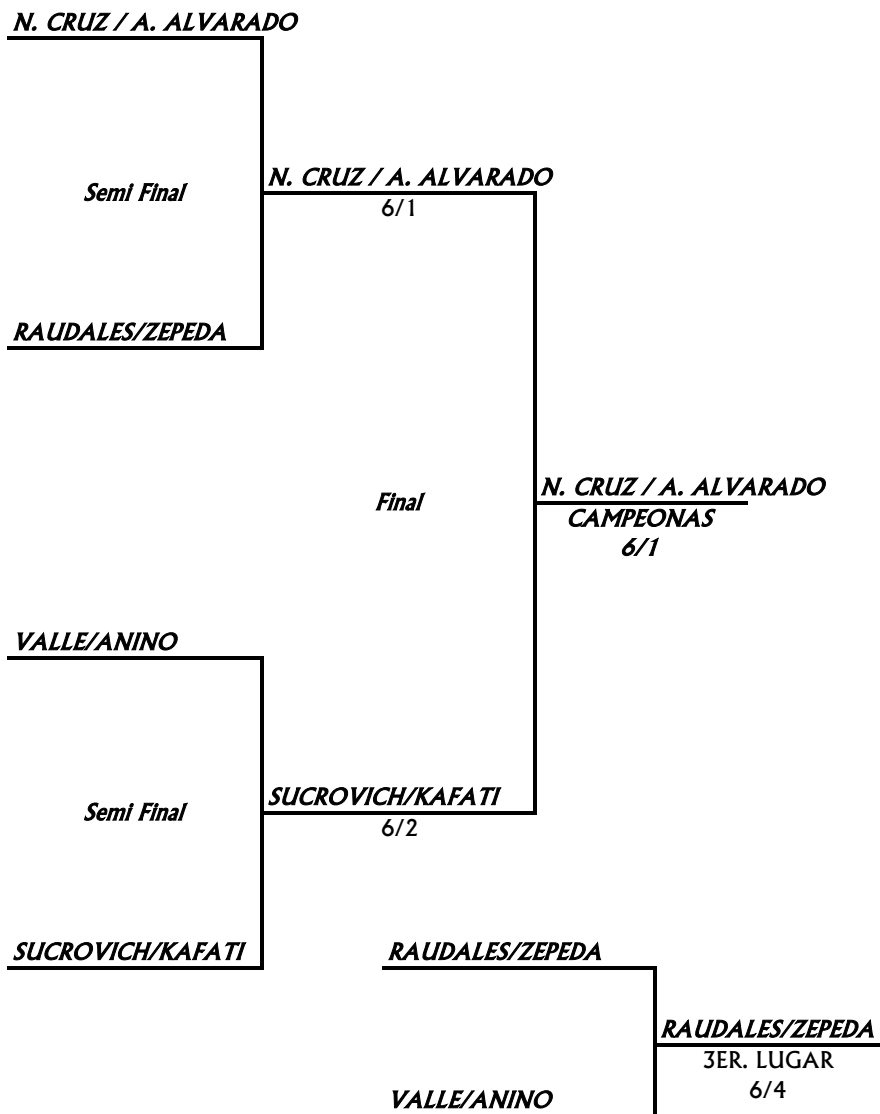 N. CRUZ / A. ALVARADO
Semi Final
N. CRUZ / A. ALVARADO
6/1
RAUDALES/ZEPEDA
Final
N. CRUZ / A. ALVARADO
CAMPEONAS
6/1
VALLE/ANINO
Semi Final
SUCROVICH/KAFATI
6/2
SUCROVICH/KAFATI
RAUDALES/ZEPEDA
RAUDALES/ZEPEDA
3ER. LUGAR
6/4
VALLE/ANINO